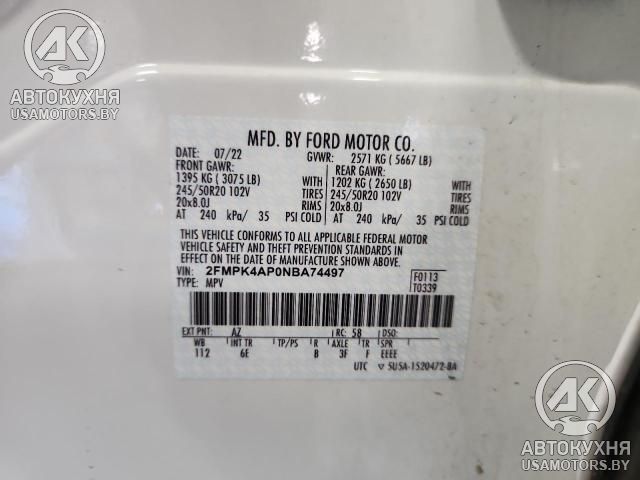 AK
АВТОКУХНЯ
USAMOTORS.BY
MFD. BY FORD MOTOR CO.
DATE: 07/22 GVWR: 2571 KG ( 5667 LB)
FRONT GAWR: REAR GAWR:
1395 KG ( 3075 LB) WITH 1202 KG ( 2650 LB) WITH
245/50R20 102V TIRES 245/50R20 102V TIRES
20x8.0J RIMS 20x8.0J RIMS
AT 240 kPa/ 35 PSI COLD AT 240 kPa/ 35 PSI COLD
THIS VEHICLE CONFORMS TO ALL APPLICABLE FEDERAL MOTOR
VEHICLE SAFETY AND THEFT PREVENTION STANDARDS IN
EFFECT ON THE DATE OF MANUFACTURE SHOWN ABOVE.
VIN: 2FMPK4AP0NBA74497
TYPE: MPV
F0113
T0339
EXT PNT: AZ RC: 58 DSO:
WB INT TR TP/PS R AXLE TR SPR
112 6E B 3F F EEEE
UTC ▽ 5U5A-1520472-BA
AK
АВТОКУХНЯ
USAMOTORS.BY